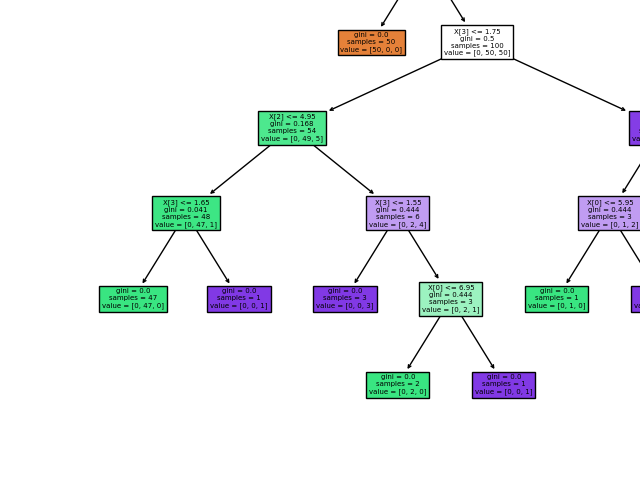 gini = 0.0
samples = 50
value = [50, 0, 0]
X[3] <= 1.75
gini = 0.5
samples = 100
value = [0, 50, 50]
X[2] <= 4.95
gini = 0.168
samples = 54
value = [0, 49, 5]
X[3] <= 1.65
gini = 0.041
samples = 48
value = [0, 47, 1]
X[3] <= 1.55
gini = 0.444
samples = 6
value = [0, 2, 4]
X[0] <= 5.95
gini = 0.444
samples = 3
value = [0, 1, 2]
gini = 0.0
samples = 47
value = [0, 47, 0]
gini = 0.0
samples = 1
value = [0, 0, 1]
gini = 0.0
samples = 3
value = [0, 0, 3]
X[0] <= 6.95
gini = 0.444
samples = 3
value = [0, 2, 1]
gini = 0.0
samples = 1
value = [0, 1, 0]
gini = 0.0
samples = 2
value = [0, 2, 0]
gini = 0.0
samples = 1
value = [0, 0, 1]